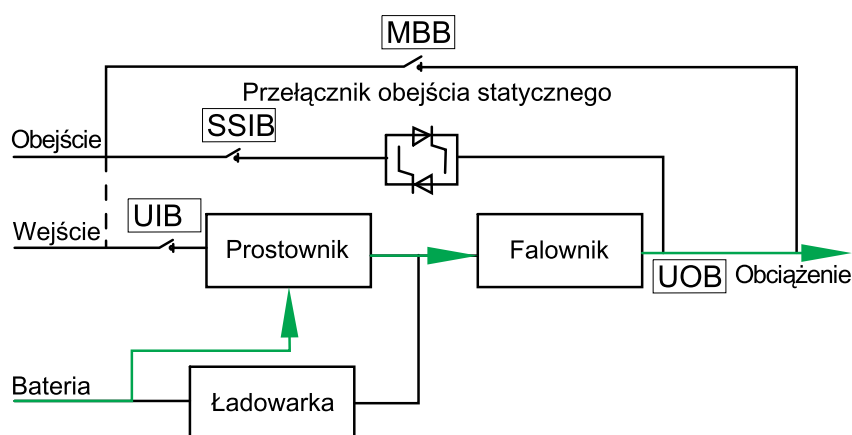 MBB
Przełącznik obejścia statycznego
SSIB
Obejście
UIB
Wejście
Prostownik
Falownik
UOB
Obciążenie
Bateria
Ładowarka